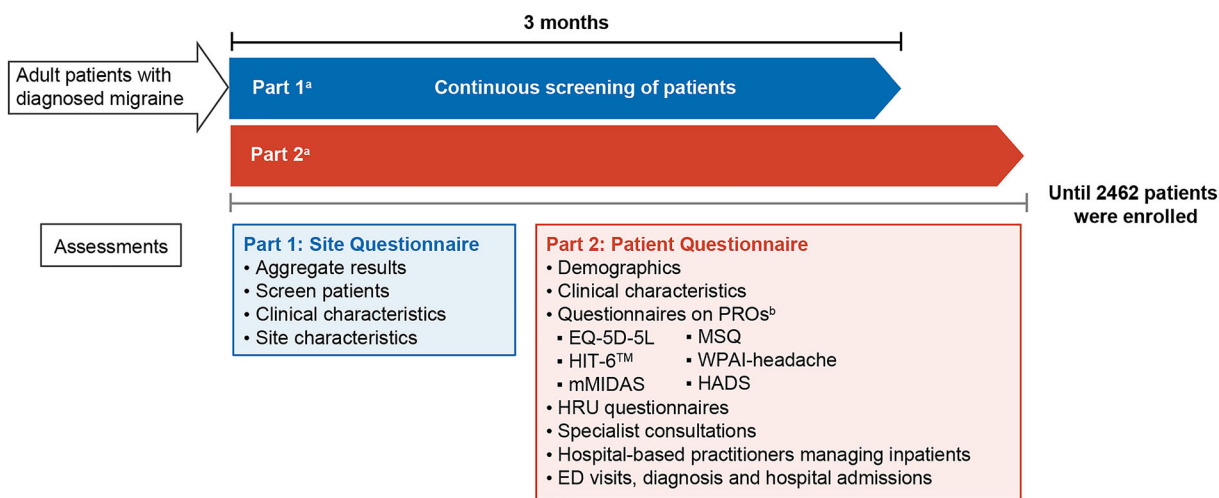 3 months
Adult patients with
diagnosed migraine
Part 1ᵃ Continuous screening of patients
Part 2ᵃ
Until 2462 patients
were enrolled
Assessments
Part 1: Site Questionnaire
• Aggregate results
• Screen patients
• Clinical characteristics
• Site characteristics
Part 2: Patient Questionnaire
• Demographics
• Clinical characteristics
• Questionnaires on PROsᵇ
▪ EQ-5D-5L ▪ MSQ
▪ HIT-6™ ▪ WPAI-headache
▪ mMIDAS ▪ HADS
• HRU questionnaires
• Specialist consultations
• Hospital-based practitioners managing inpatients
• ED visits, diagnosis and hospital admissions